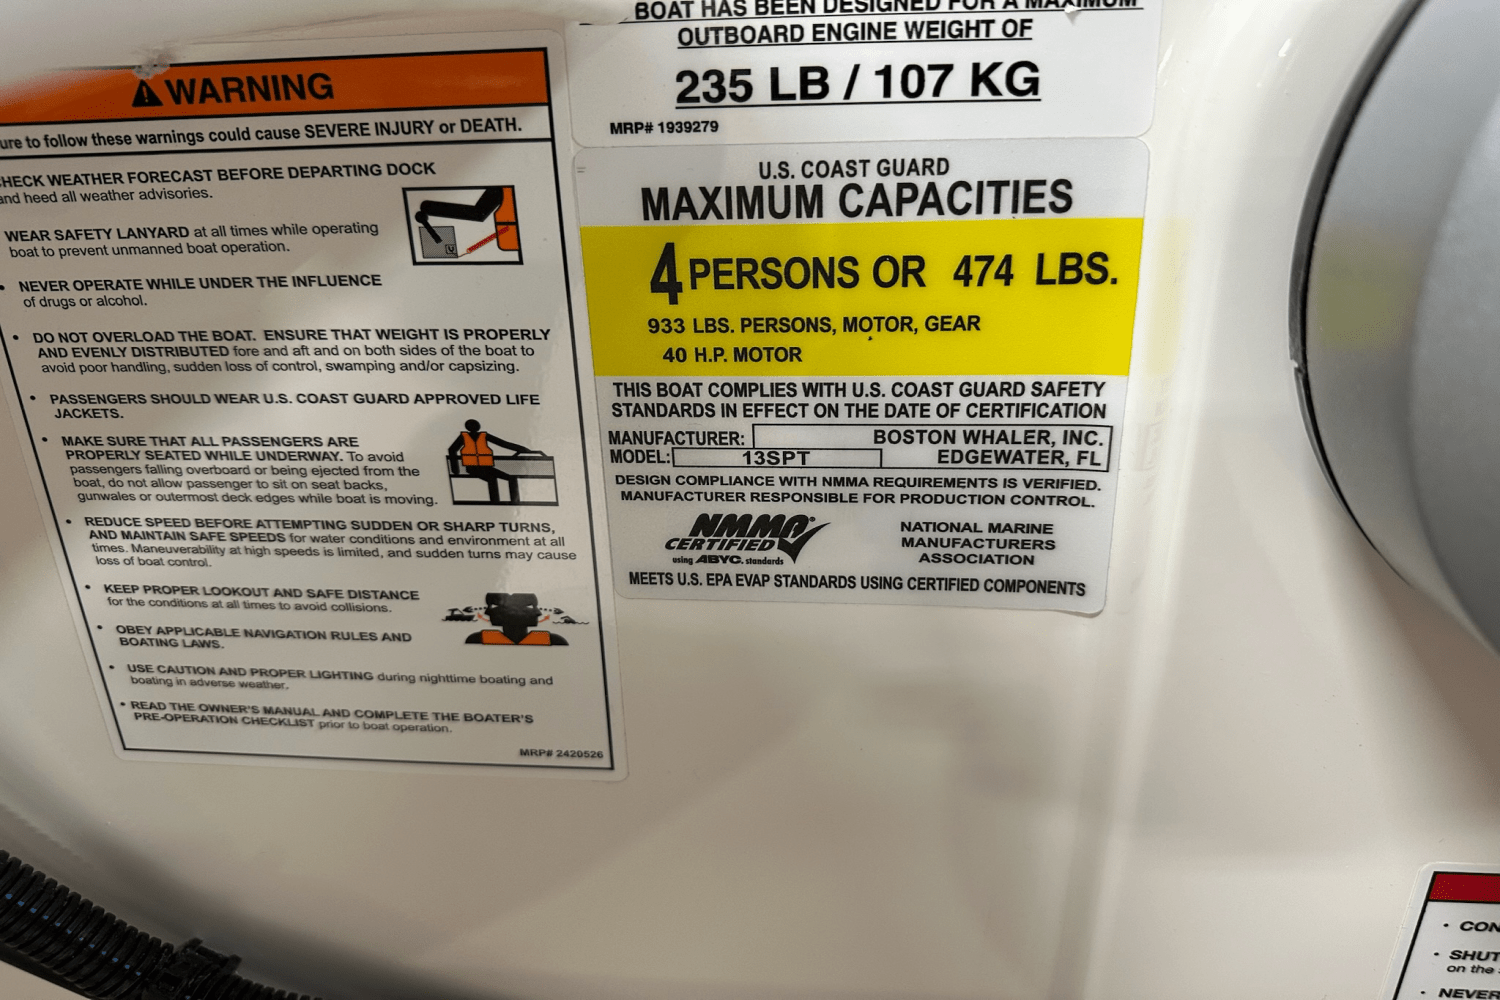 WARNING
ure to follow these warnings could cause SEVERE INJURY or DEATH.
HECK WEATHER FORECAST BEFORE DEPARTING DOCK
and heed all weather advisories.
WEAR SAFETY LANYARD at all times while operating
boat to prevent unmanned boat operation.
• NEVER OPERATE WHILE UNDER THE INFLUENCE
of drugs or alcohol.
• DO NOT OVERLOAD THE BOAT. ENSURE THAT WEIGHT IS PROPERLY
AND EVENLY DISTRIBUTED fore and aft and on both sides of the boat to
avoid poor handling, sudden loss of control, swamping and/or capsizing.
• PASSENGERS SHOULD WEAR U.S. COAST GUARD APPROVED LIFE
JACKETS.
• MAKE SURE THAT ALL PASSENGERS ARE
PROPERLY SEATED WHILE UNDERWAY. To avoid
passengers falling overboard or being ejected from the
boat, do not allow passenger to sit on seat backs,
gunwales or outermost deck edges while boat is moving.
• REDUCE SPEED BEFORE ATTEMPTING SUDDEN OR SHARP TURNS,
AND MAINTAIN SAFE SPEEDS for water conditions and environment at all
times. Maneuverability at high speeds is limited, and sudden turns may cause
loss of boat control.
• KEEP PROPER LOOKOUT AND SAFE DISTANCE
for the conditions at all times to avoid collisions.
• OBEY APPLICABLE NAVIGATION RULES AND
BOATING LAWS.
• USE CAUTION AND PROPER LIGHTING during nighttime boating and
boating in adverse weather.
• READ THE OWNER'S MANUAL AND COMPLETE THE BOATER'S
PRE-OPERATION CHECKLIST prior to boat operation.
MRP# 2420526
BOAT HAS BEEN DESIGNED FOR A MAXIMUM
OUTBOARD ENGINE WEIGHT OF
235 LB / 107 KG
MRP# 1939279
U.S. COAST GUARD
MAXIMUM CAPACITIES
4 PERSONS OR 474 LBS.
933 LBS. PERSONS, MOTOR, GEAR
40 H.P. MOTOR
THIS BOAT COMPLIES WITH U.S. COAST GUARD SAFETY
STANDARDS IN EFFECT ON THE DATE OF CERTIFICATION
MANUFACTURER: BOSTON WHALER, INC.
MODEL: 13SPT EDGEWATER, FL
DESIGN COMPLIANCE WITH NMMA REQUIREMENTS IS VERIFIED.
MANUFACTURER RESPONSIBLE FOR PRODUCTION CONTROL.
NMMA®
CERTIFIED
using ABYC. standards
NATIONAL MARINE
MANUFACTURERS
ASSOCIATION
MEETS U.S. EPA EVAP STANDARDS USING CERTIFIED COMPONENTS
• CON
• SHUT
on the
• NEVER